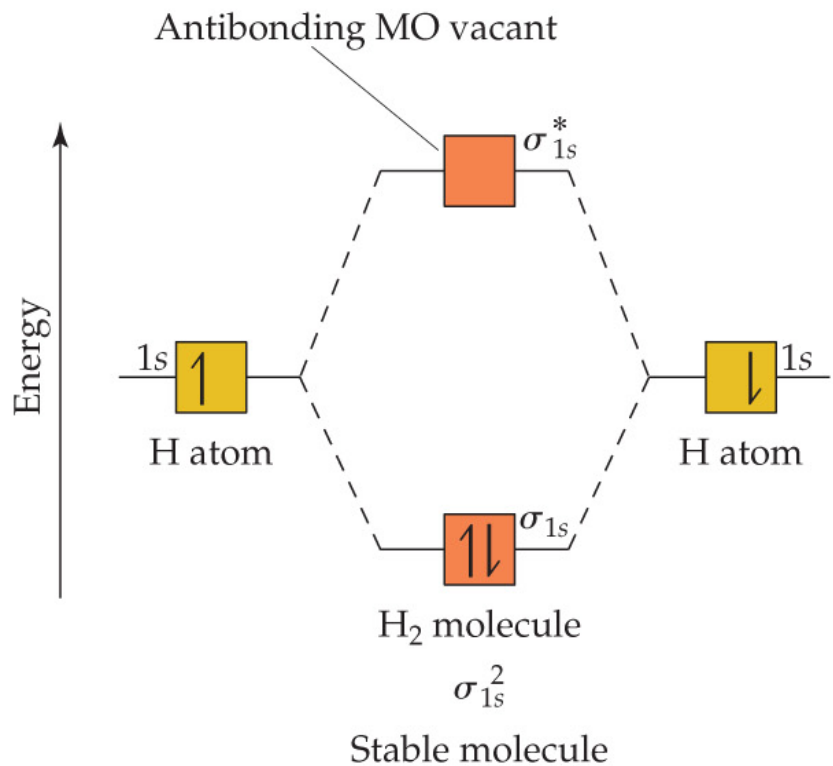 Antibonding MO vacant
σ*1s
Energy
1s
1s
H atom
H atom
σ1s
H2 molecule
σ1s2
Stable molecule